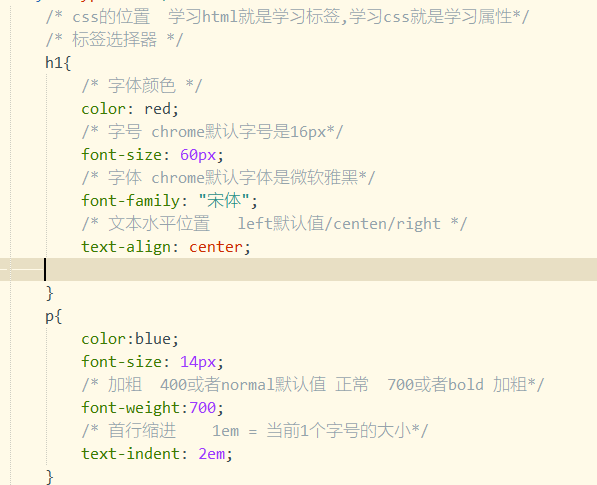 /* css的位置  学习html就是学习标签,学习css就是学习属性*/
/* 标签选择器 */
h1{
/* 字体颜色 */
color: red;
/* 字号 chrome默认字号是16px*/
font-size: 60px;
/* 字体 chrome默认字体是微软雅黑*/
font-family: "宋体";
/* 文本水平位置   left默认值/centen/right */
text-align: center;
}
p{
color:blue;
font-size: 14px;
/* 加粗  400或者normal默认值 正常  700或者bold 加粗*/
font-weight:700;
/* 首行缩进    1em = 当前1个字号的大小*/
text-indent: 2em;
}